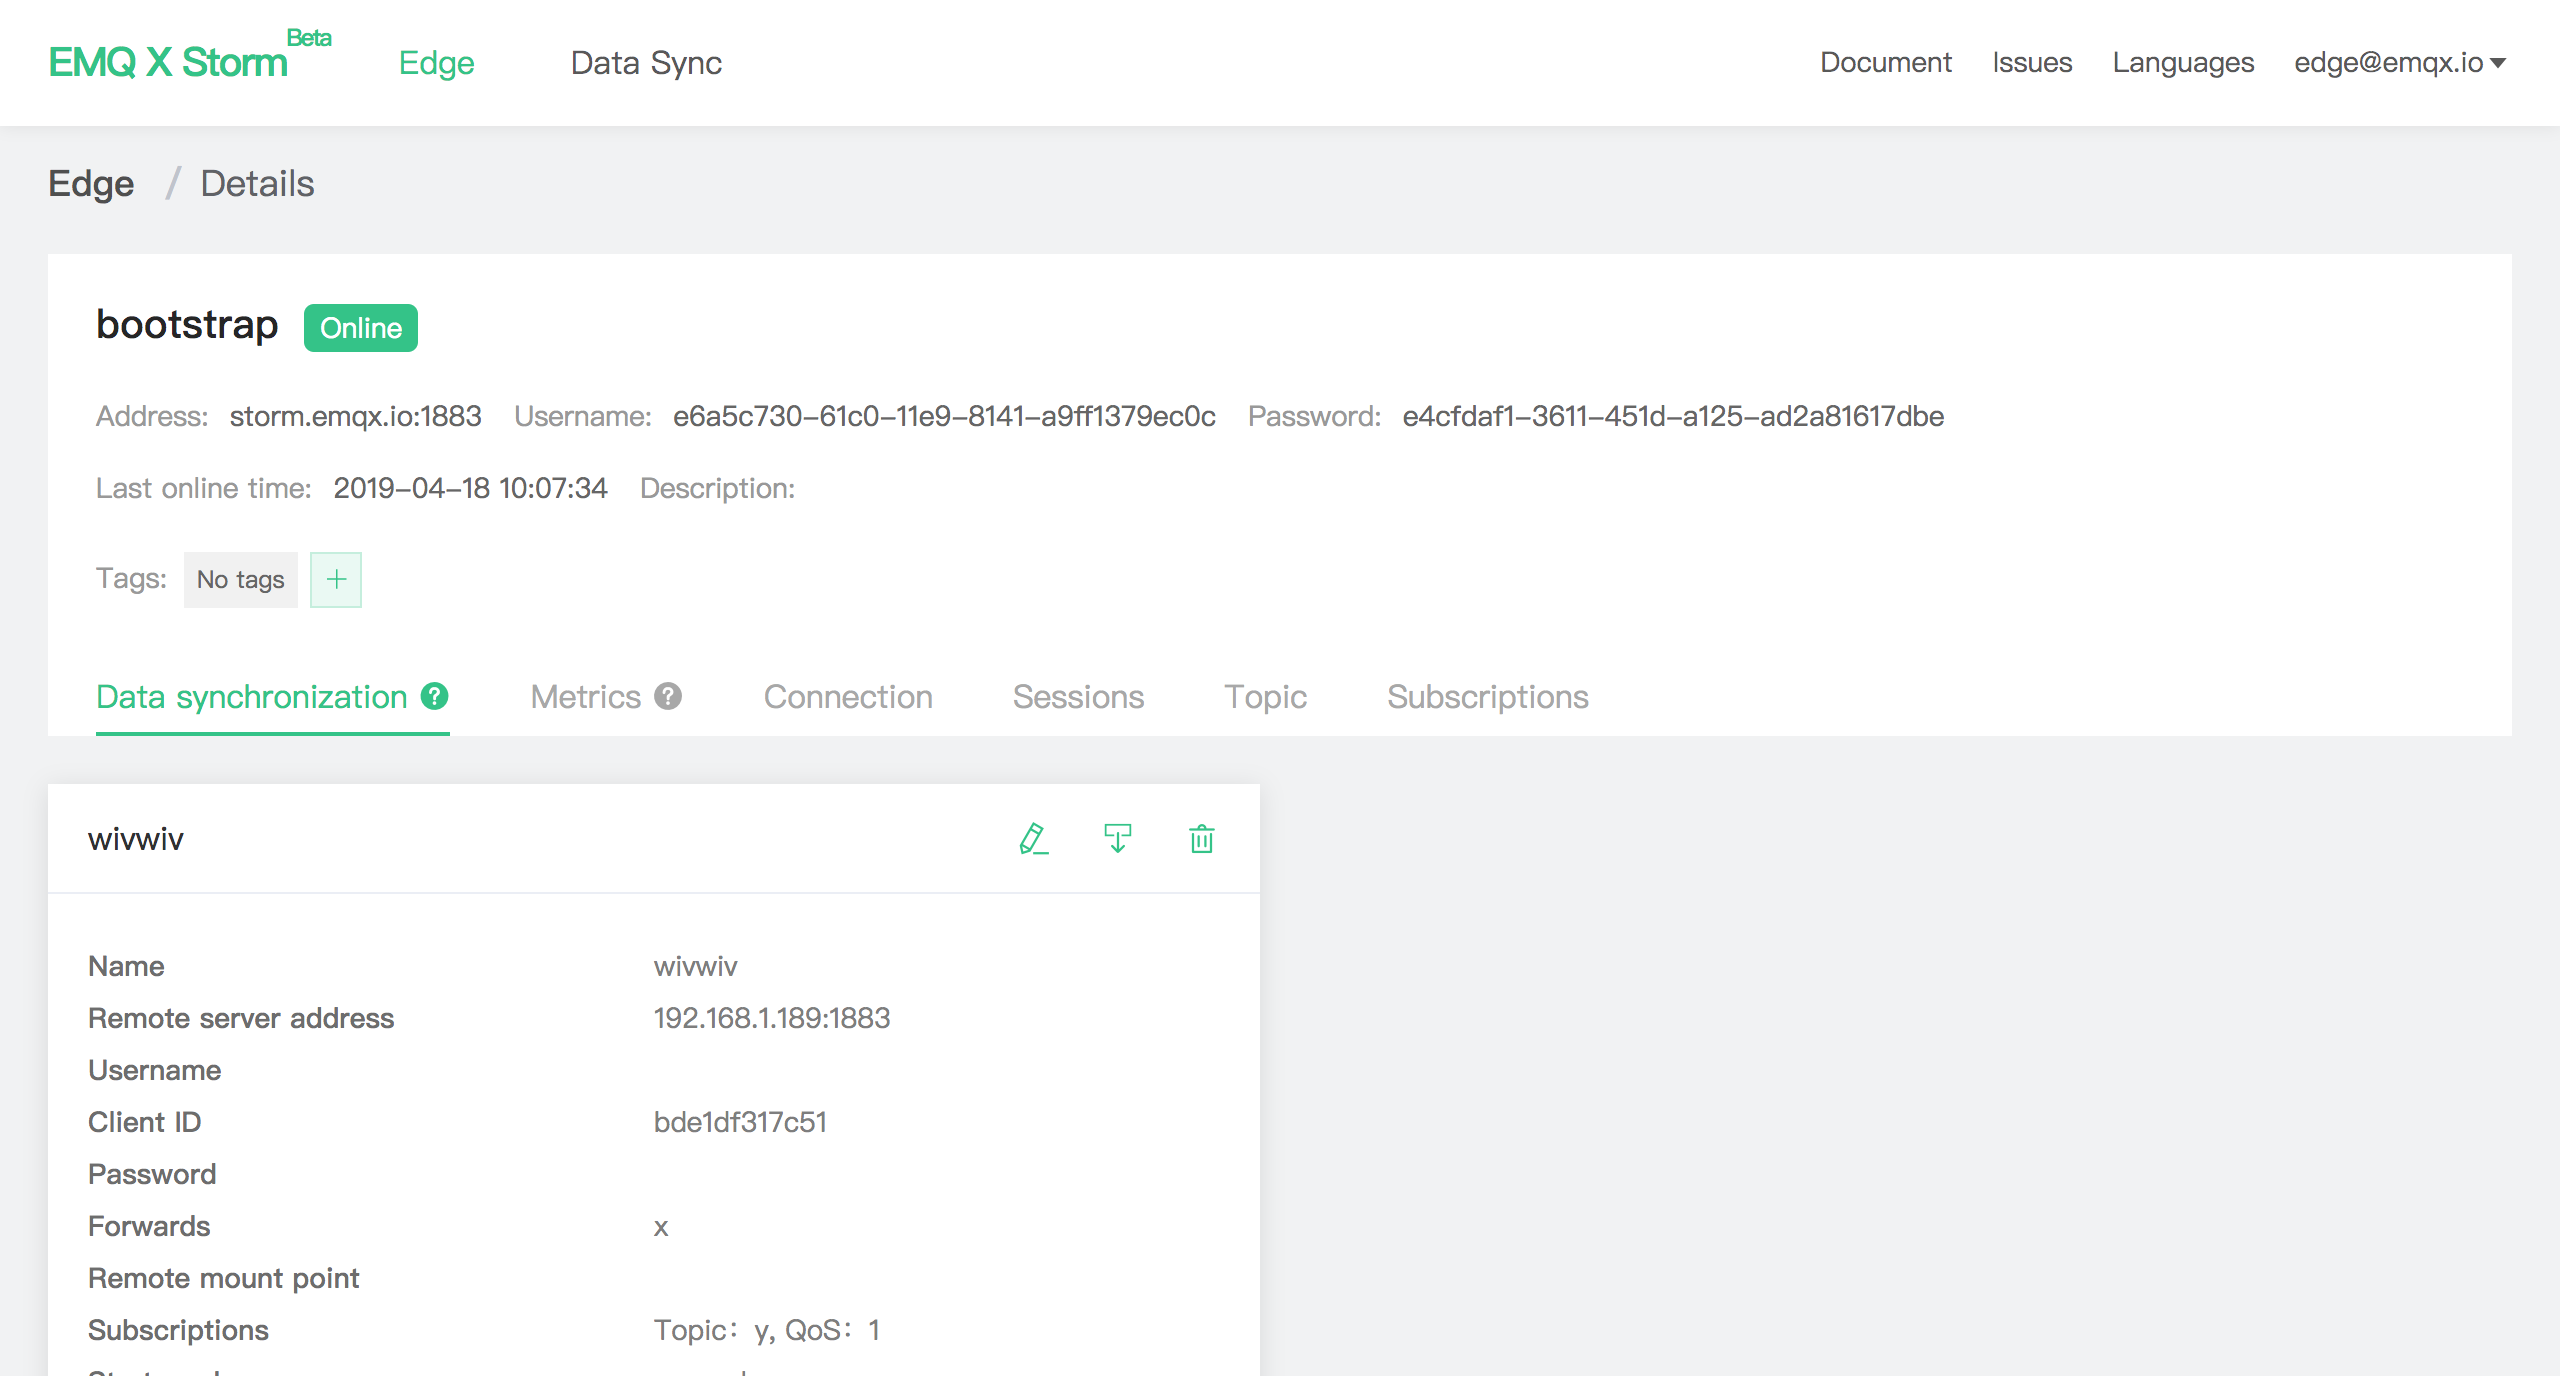 EMQ X Storm Beta Edge Data Sync Document Issues Languages edge@emqx.io
Edge / Details
bootstrap Online
Address: storm.emqx.io:1883 Username: e6a5c730-61c0-11e9-8141-a9ff1379ec0c Password: e4cfdaf1-3611-451d-a125-ad2a81617dbe
Last online time: 2019-04-18 10:07:34 Description:
Tags: No tags +
Data synchronization ? Metrics ? Connection Sessions Topic Subscriptions
wivwiv
Name wivwiv
Remote server address 192.168.1.189:1883
Username
Client ID bde1df317c51
Password
Forwards x
Remote mount point
Subscriptions Topic：y, QoS：1